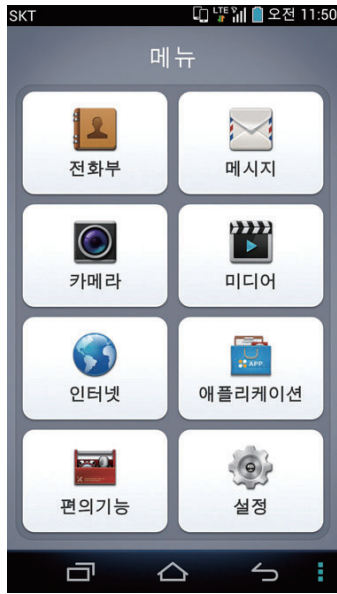 SKT LTE 오전 11:50
메뉴
전화부 메시지
카메라 미디어
인터넷 APP 애플리케이션
편의기능 설정